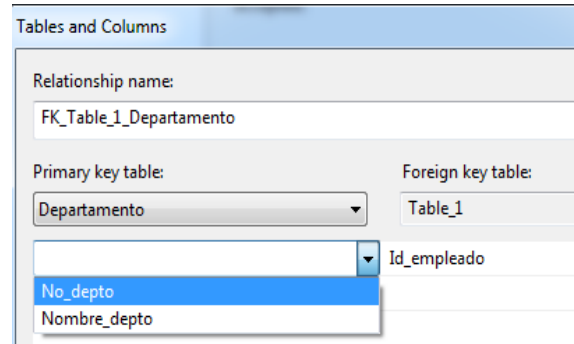 Tables and Columns
Relationship name:
FK_Table_1_Departamento
Primary key table:
Foreign key table:
Departamento
Table_1
Id_empleado
No_depto
Nombre_depto